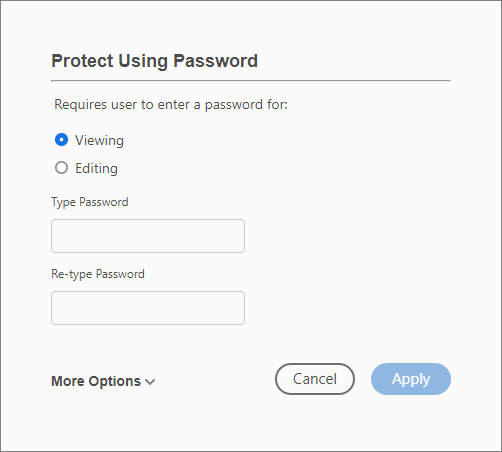 Protect Using Password
Requires user to enter a password for:
Viewing
Editing
Type Password
Re-type Password
More Options
Cancel
Apply